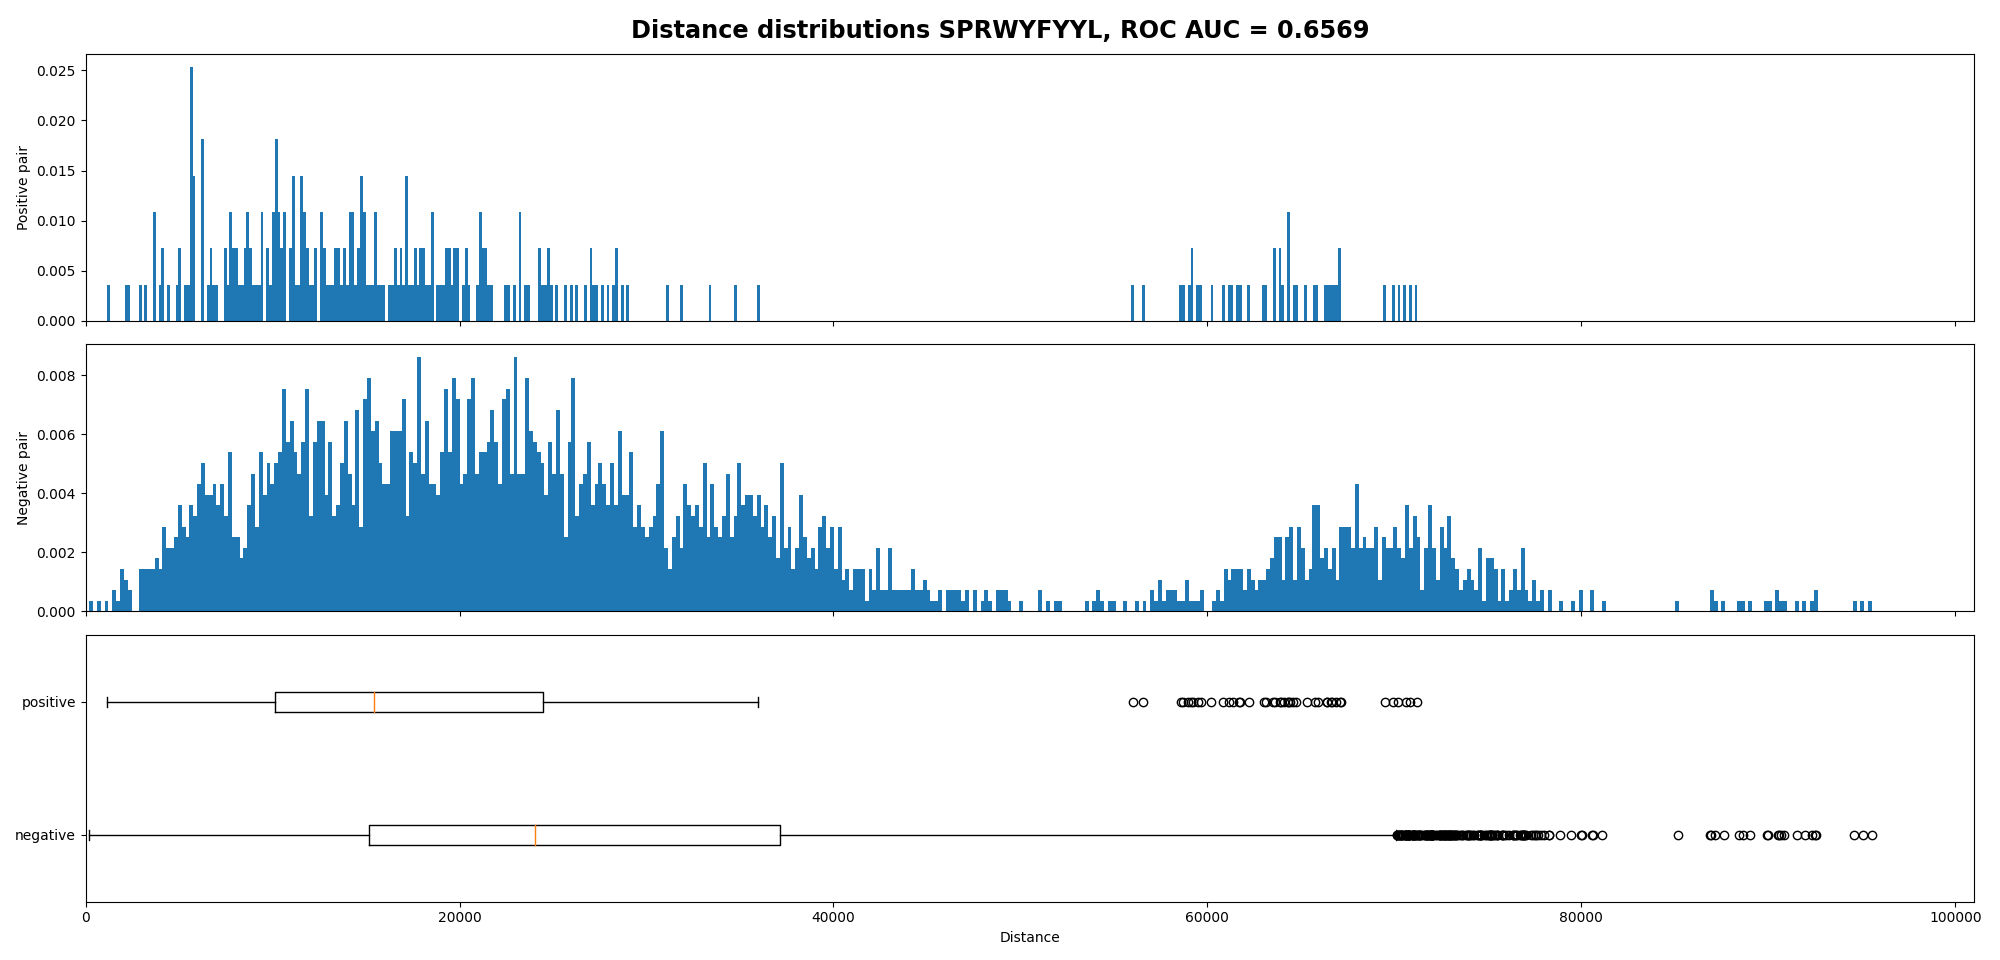 Distance distributions SPRWYFYYL, ROC AUC = 0.6569
0.025
0.020
0.015
0.010
0.005
0.000
Positive pair
0.008
0.006
0.004
0.002
0.000
Negative pair
positive
negative
0 20000 40000 60000 80000 100000
Distance